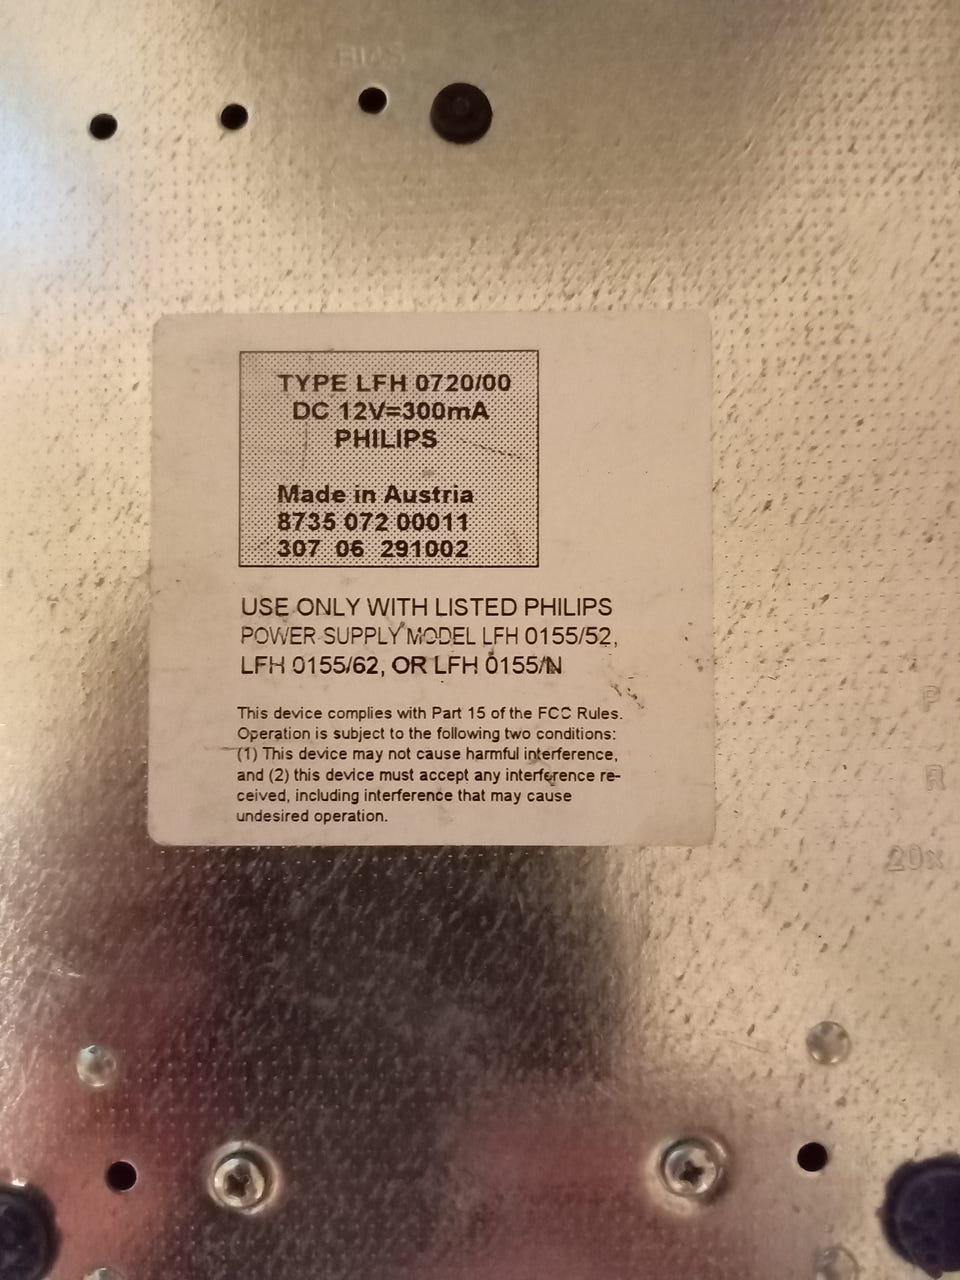 BIAS
TYPE LFH 0720/00
DC 12V=300mA
PHILIPS
Made in Austria
8735 072 00011
307 06 291002
USE ONLY WITH LISTED PHILIPS
POWER SUPPLY MODEL LFH 0155/52,
LFH 0155/62, OR LFH 0155/N
This device complies with Part 15 of the FCC Rules.
Operation is subject to the following two conditions:
(1) This device may not cause harmful interference,
and (2) this device must accept any interference re-
ceived, including interference that may cause
undesired operation.
P
R
20x